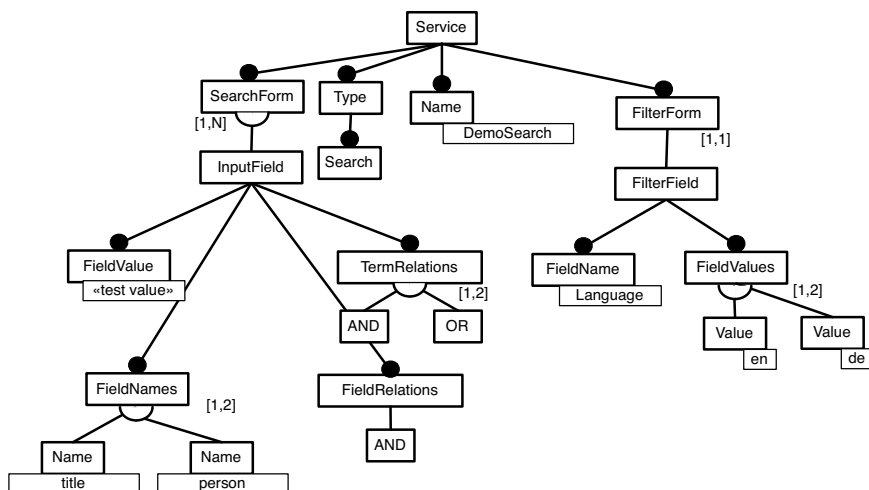 Service
SearchForm
Type
Name
DemoSearch
FilterForm
[1,N]
[1,1]
InputField
Search
FilterField
FieldValue
«test value»
TermRelations
[1,2]
FieldName
Language
FieldValues
[1,2]
AND
OR
Value
en
Value
de
FieldNames
[1,2]
FieldRelations
AND
Name
title
Name
person